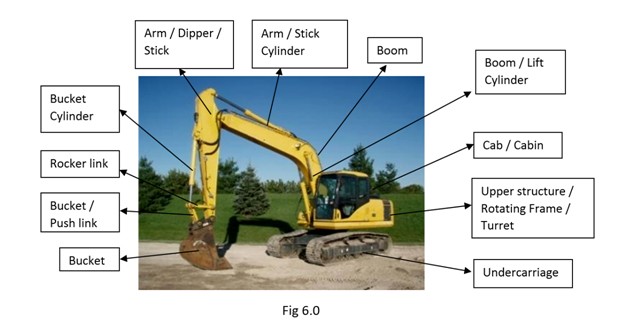 Arm / Dipper /
Stick
Arm / Stick
Cylinder
Boom
Boom / Lift
Cylinder
Bucket
Cylinder
Cab / Cabin
Rocker link
Upper structure /
Rotating Frame /
Turret
Bucket /
Push link
Bucket
Undercarriage
Fig 6.0